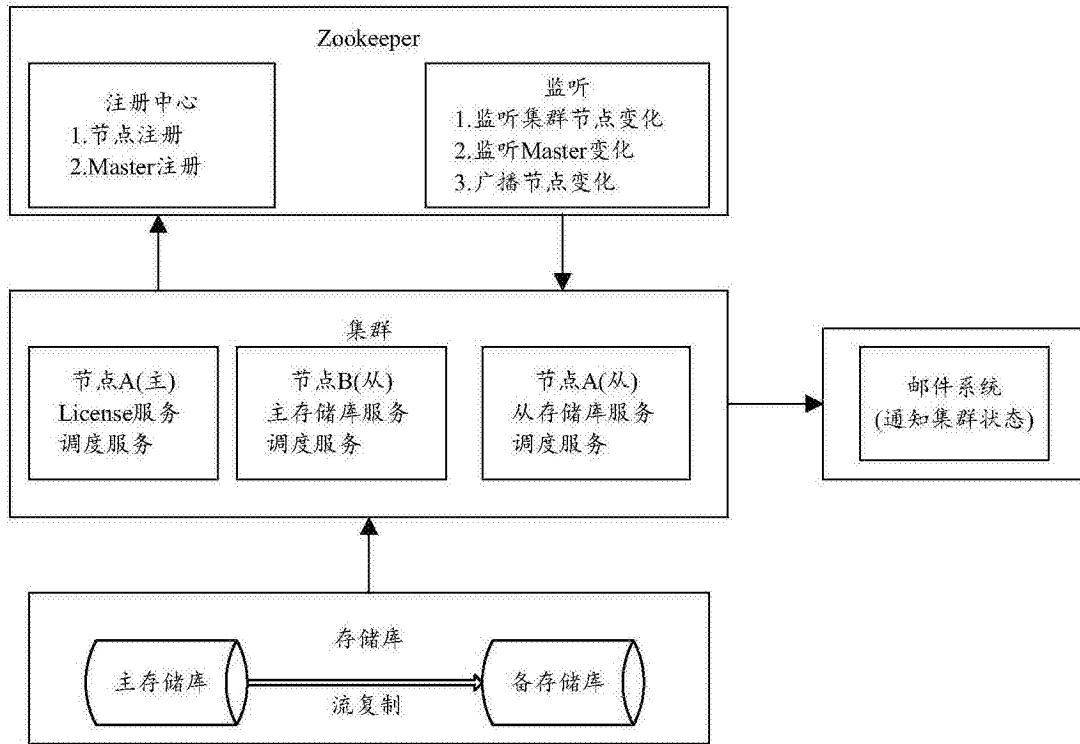 Zookeeper
注册中心
1.节点注册
2.Master注册
监听
1.监听集群节点变化
2.监听Master变化
3.广播节点变化
集群
节点A(主)
License服务
调度服务
节点B(从)
主存储库服务
调度服务
节点A(从)
从存储库服务
调度服务
邮件系统
(通知集群状态)
存储库
主存储库
流复制
备存储库